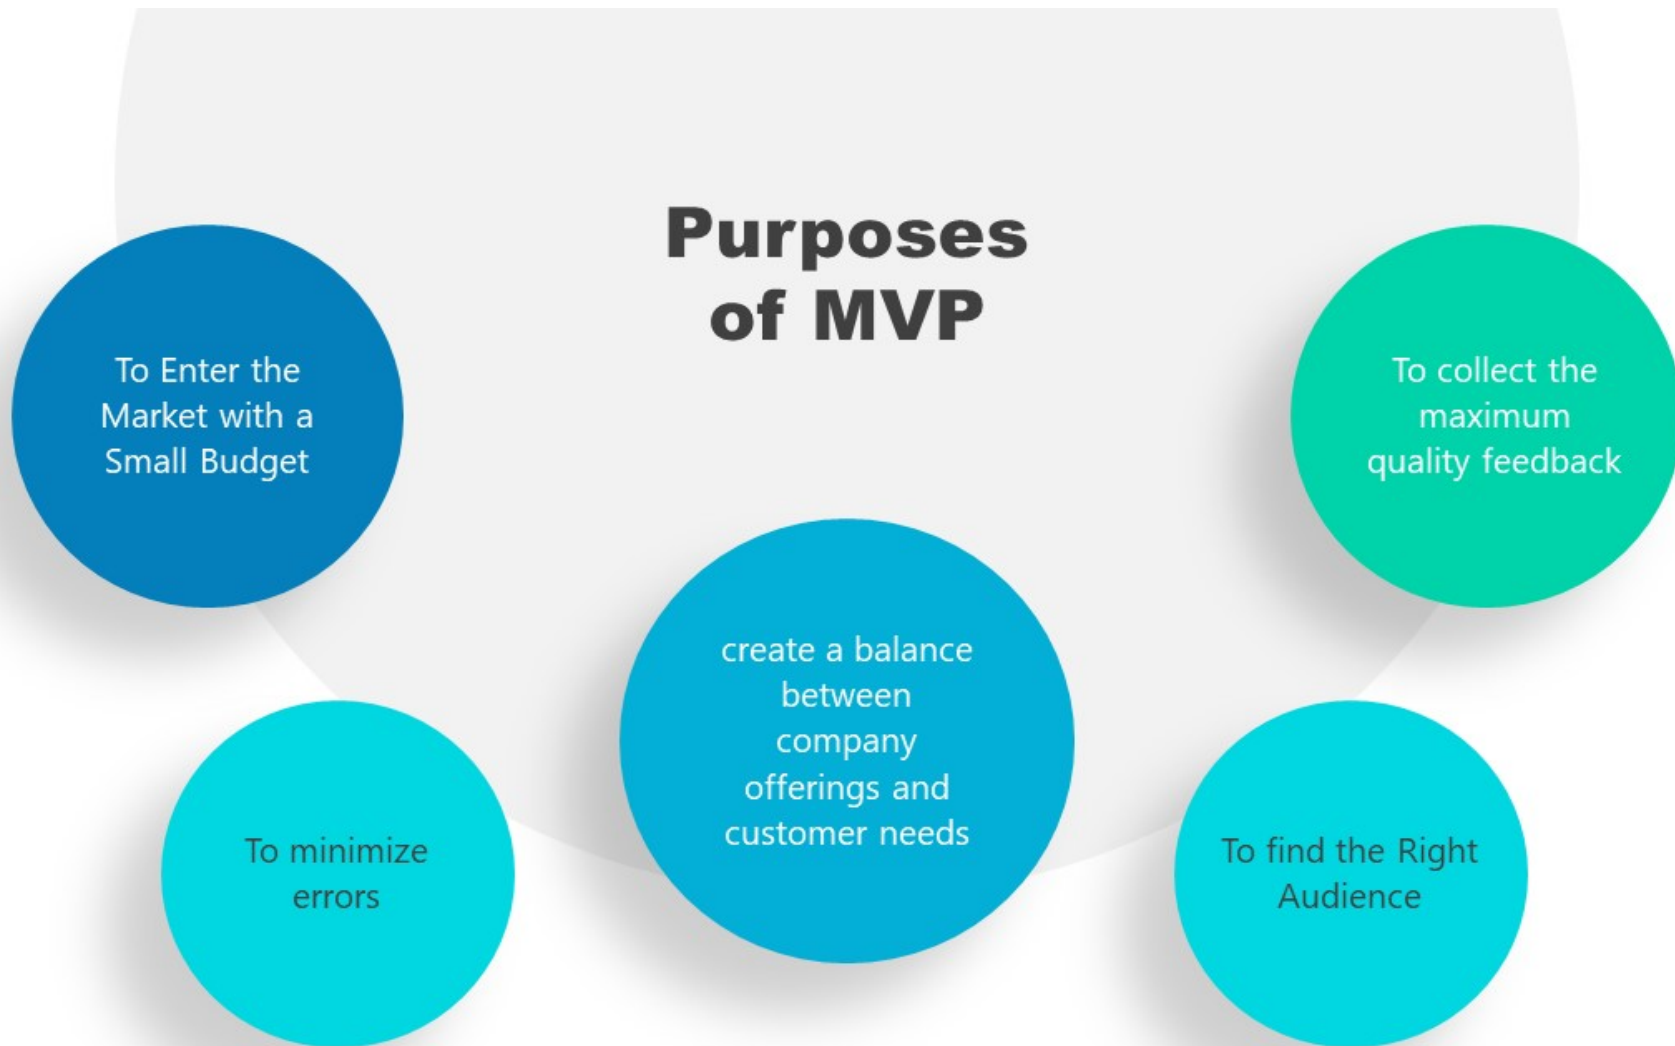 Purposes
of MVP
To Enter the
Market with a
Small Budget
To minimize
errors
create a balance
between
company
offerings and
customer needs
To find the Right
Audience
To collect the
maximum
quality feedback